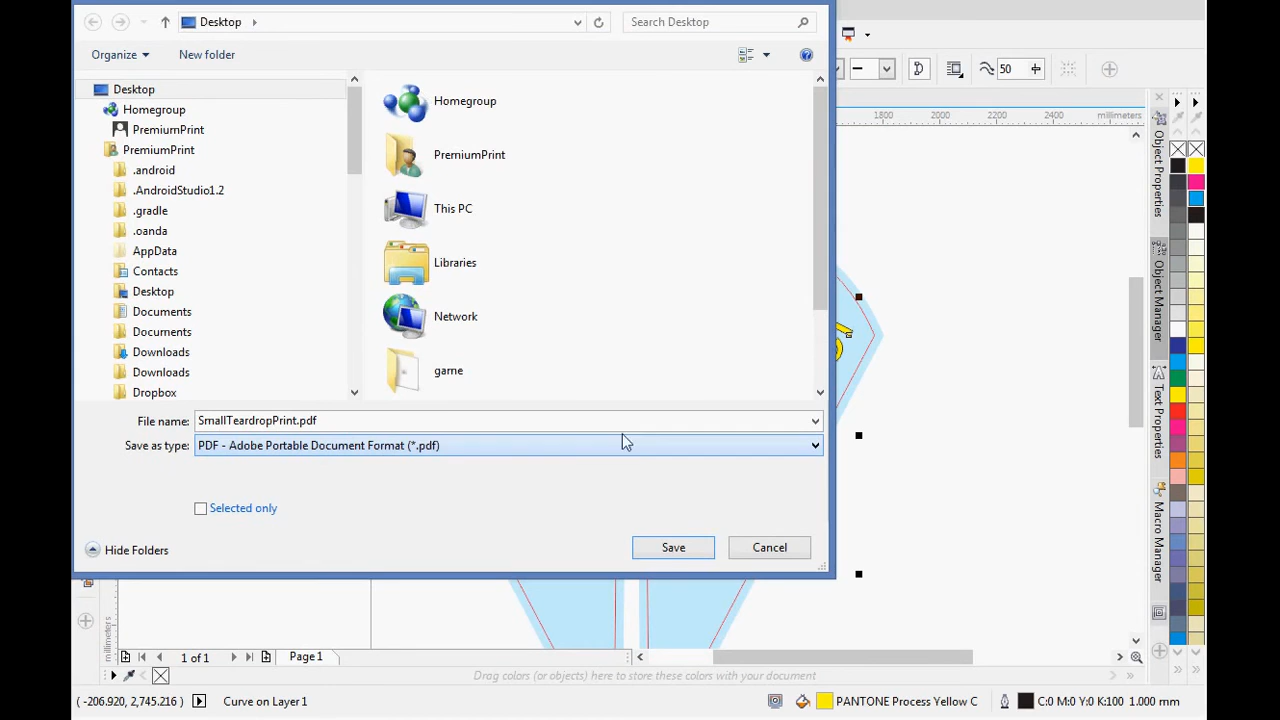 Desktop
Search Desktop
Organize
New folder
50
Desktop
Homegroup
PremiumPrint
PremiumPrint
.android
.AndroidStudio1.2
.gradle
.oanda
AppData
Contacts
Desktop
Documents
Documents
Downloads
Downloads
Dropbox
Homegroup
PremiumPrint
This PC
Libraries
Network
game
1800
2000
2200
2400
millimeters
Object Properties
Object Manager
Text Properties
Macro Manager
File name:
SmallTeardropPrint.pdf
Save as type:
PDF - Adobe Portable Document Format (*.pdf)
Selected only
Hide Folders
Save
Cancel
millimeters
1 of 1
Page 1
Drag colors (or objects) here to store these colors with your document
( -206.920, 2,745.216 )
Curve on Layer 1
PANTONE Process Yellow C
C:0 M:0 Y:0 K:100 1.000 mm